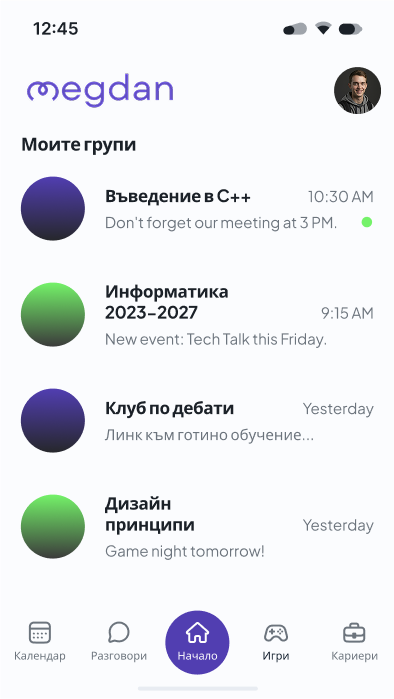 12:45
megdan
Моите групи
Въведение в C++ 10:30 AM
Don't forget our meeting at 3 PM.
Информатика
2023–2027 9:15 AM
New event: Tech Talk this Friday.
Клуб по дебати Yesterday
Линк към готино обучение...
Дизайн
принципи Yesterday
Game night tomorrow!
Календар Разговори Начало Игри Кариери